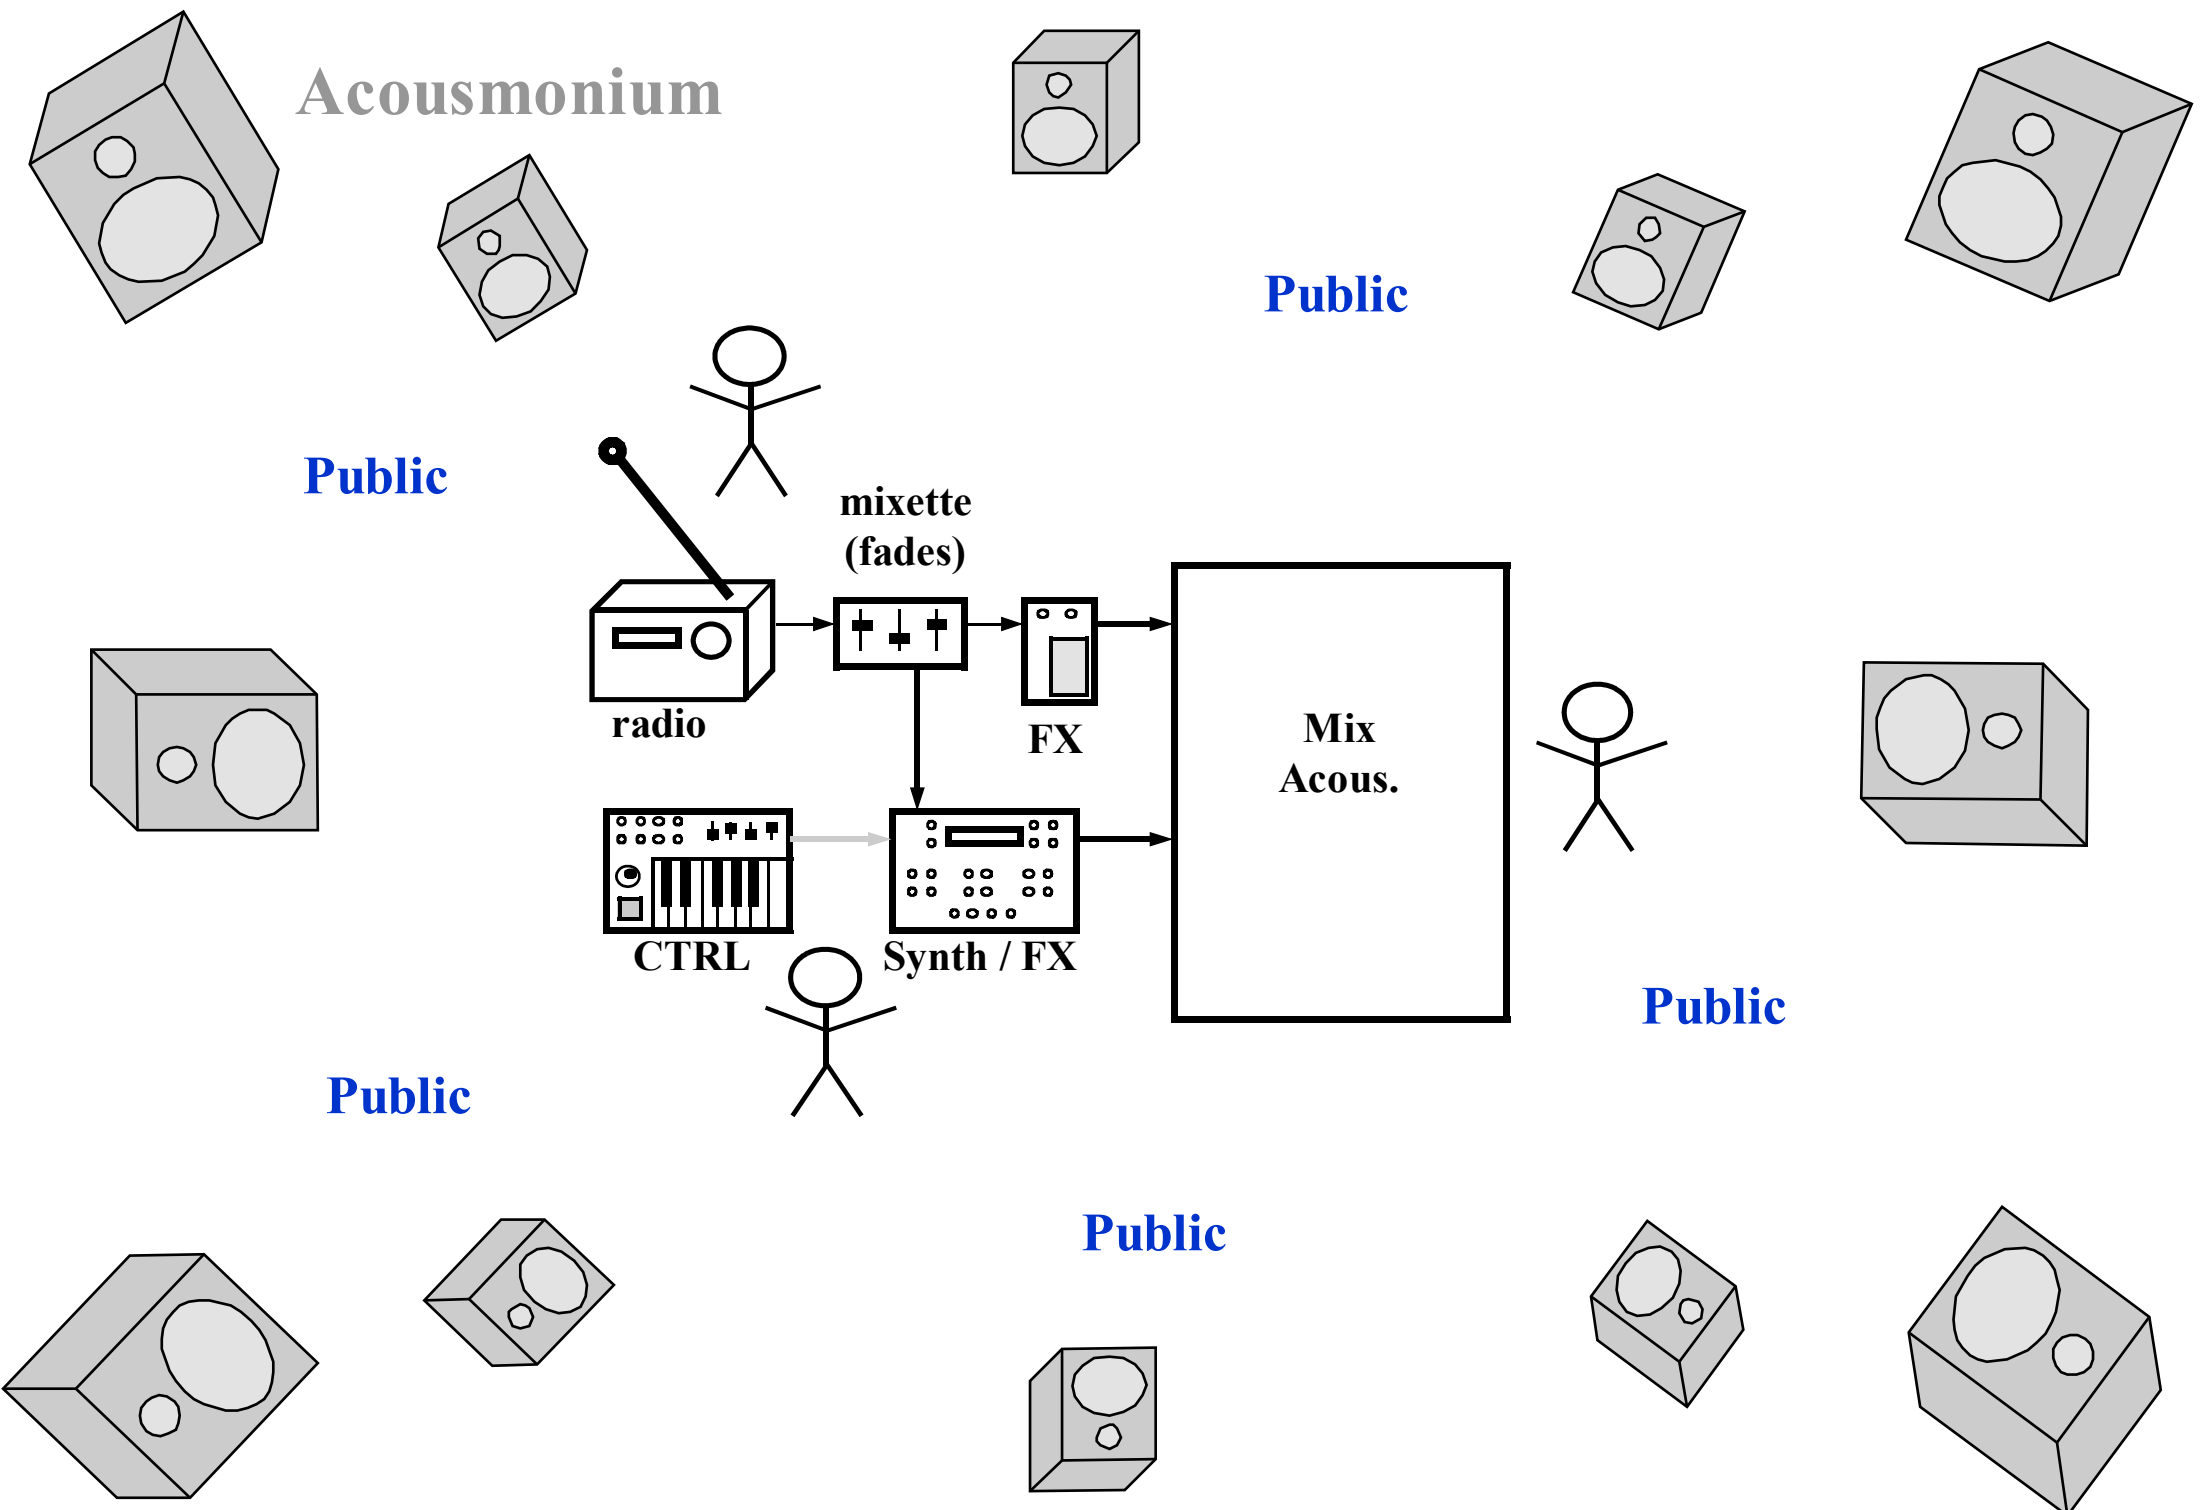 Acousmonium
Public
Public
mixette
(fades)
radio
FX
Mix
Acous.
CTRL
Synth / FX
Public
Public
Public